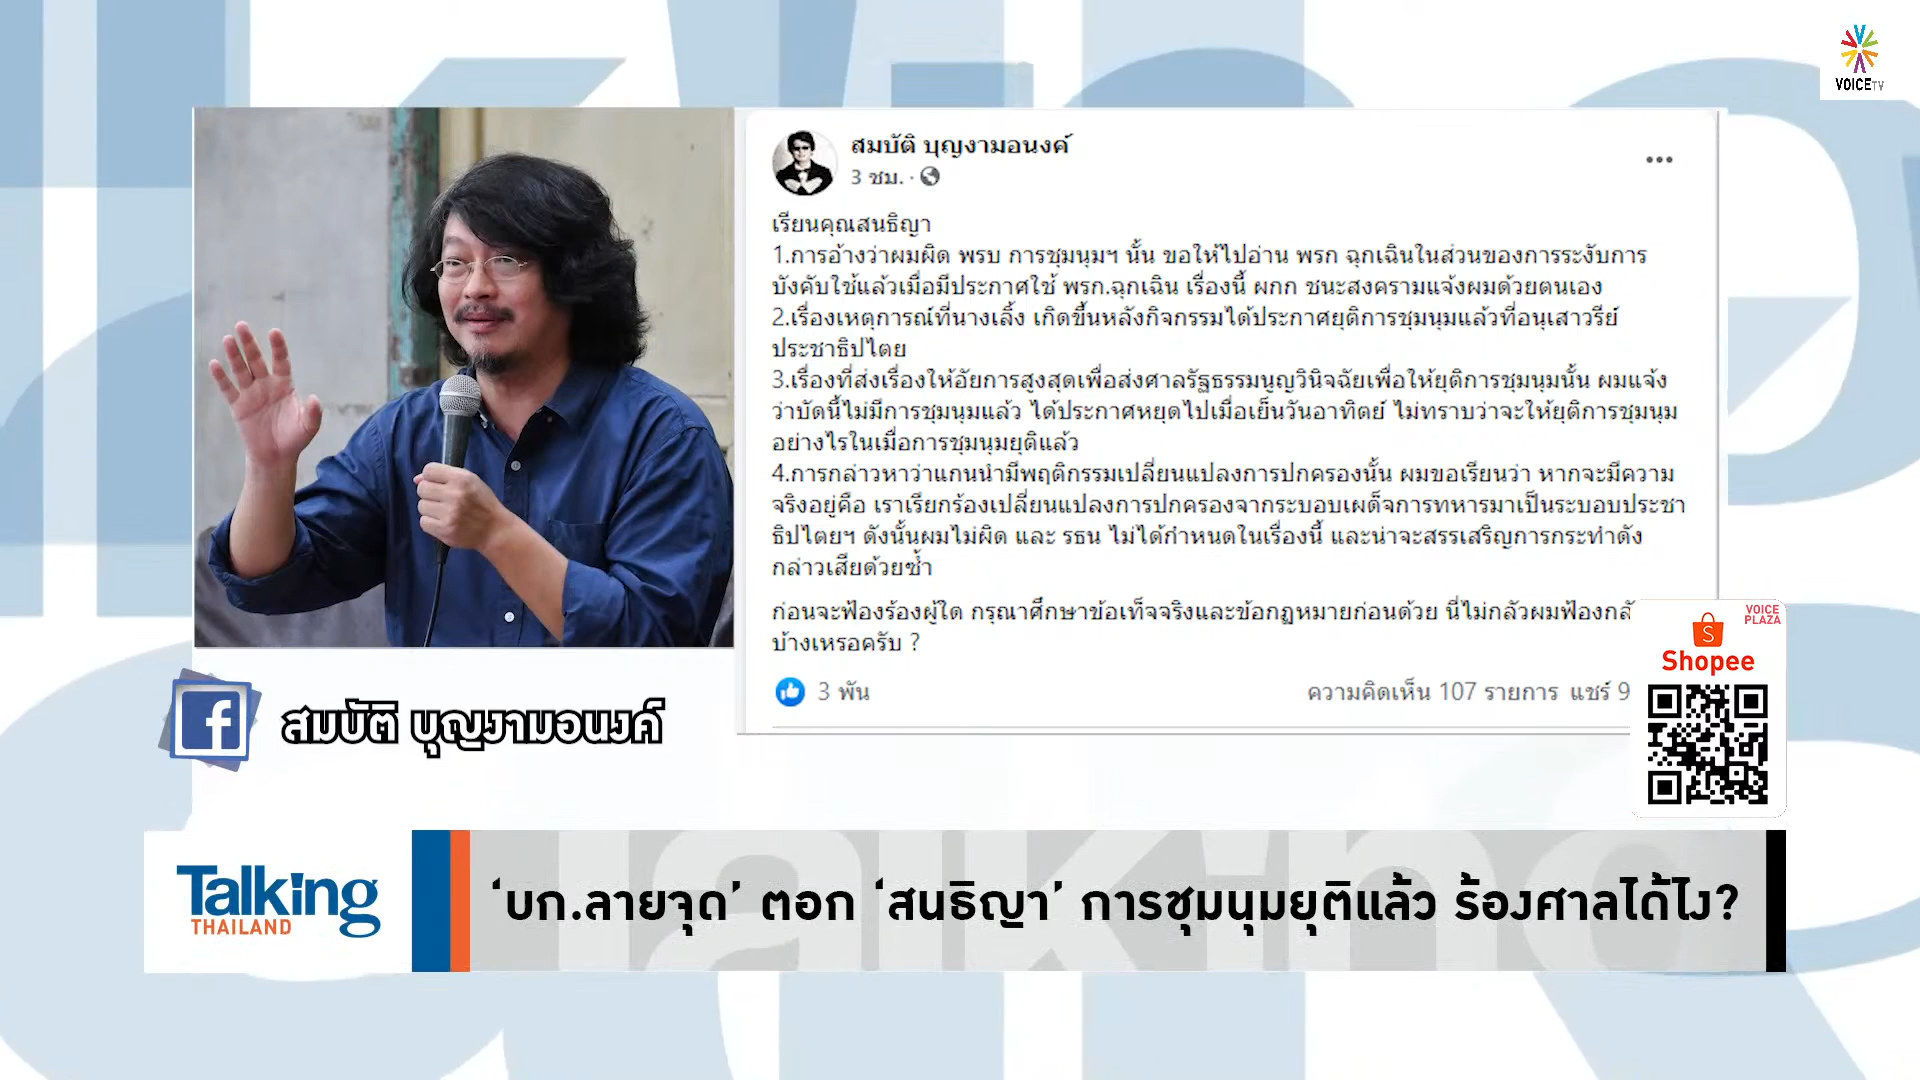 VOICETV
สมบัติ บุญงามอนงค์
3 ชม. ·
เรียนคุณสนธิญา
1.การอ้างว่าผมผิด พรบ การชุมนุมฯ นั้น ขอให้ไปอ่าน พรก ฉุกเฉินในส่วนของการระงับการ
บังคับใช้แล้วเมื่อมีประกาศใช้ พรก.ฉุกเฉิน เรื่องนี้ ผกก ชนะสงครามแจ้งผมด้วยตนเอง
2.เรื่องเหตุการณ์ที่นางเลิ้ง เกิดขึ้นหลังกิจกรรมได้ประกาศยุติการชุมนุมแล้วที่อนุเสาวรีย์
ประชาธิปไตย
3.เรื่องที่ส่งเรื่องให้อัยการสูงสุดเพื่อส่งศาลรัฐธรรมนูญวินิจฉัยเพื่อให้ยุติการชุมนุมนั้น ผมแจ้ง
ว่าบัดนี้ไม่มีการชุมนุมแล้ว ได้ประกาศหยุดไปเมื่อเย็นวันอาทิตย์ ไม่ทราบว่าจะให้ยุติการชุมนุม
อย่างไรในเมื่อการชุมนุมยุติแล้ว
4.การกล่าวหาว่าแกนนำมีพฤติกรรมเปลี่ยนแปลงการปกครองนั้น ผมขอเรียนว่า หากจะมีความ
จริงอยู่คือ เราเรียกร้องเปลี่ยนแปลงการปกครองจากระบอบเผด็จการทหารมาเป็นระบอบประชา
ธิปไตยฯ ดังนั้นผมไม่ผิด และ รธน ไม่ได้กำหนดในเรื่องนี้ และน่าจะสรรเสริญการกระทำดัง
กล่าวเสียด้วยซ้ำ
ก่อนจะฟ้องร้องผู้ใด กรุณาศึกษาข้อเท็จจริงและข้อกฎหมายก่อนด้วย นี่ไม่กลัวผมฟ้อง
บ้างเหรอครับ ?
3 พัน
ความคิดเห็น 107 รายการ แชร์ 9
VOICE
PLAZA
Shopee
f สมบัติ บุญงามอนงค์
Talking
THAILAND
‘บก.ลายจุด’ ตอก ‘สนธิญา’ การชุมนุมยุติแล้ว ร้องศาลได้ไง?